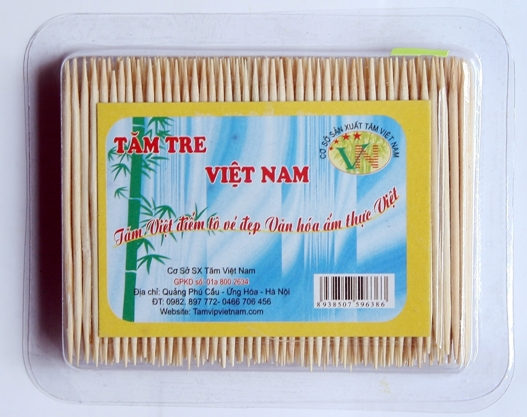 TĂM TRE
VIỆT NAM
CƠ SỞ SẢN XUẤT TĂM VIỆT NAM
VN
Tăm Việt điểm tô vẻ đẹp Văn hóa ẩm thực Việt
Cơ Sở SX Tăm Việt Nam
GPKD số: 01a 800 2634
Địa chỉ: Quảng Phú Cầu - Ứng Hòa - Hà Nội
ĐT: 0982. 897 772- 0466 706 456
Website: Tamvipvietnam.com
8 938507 596386